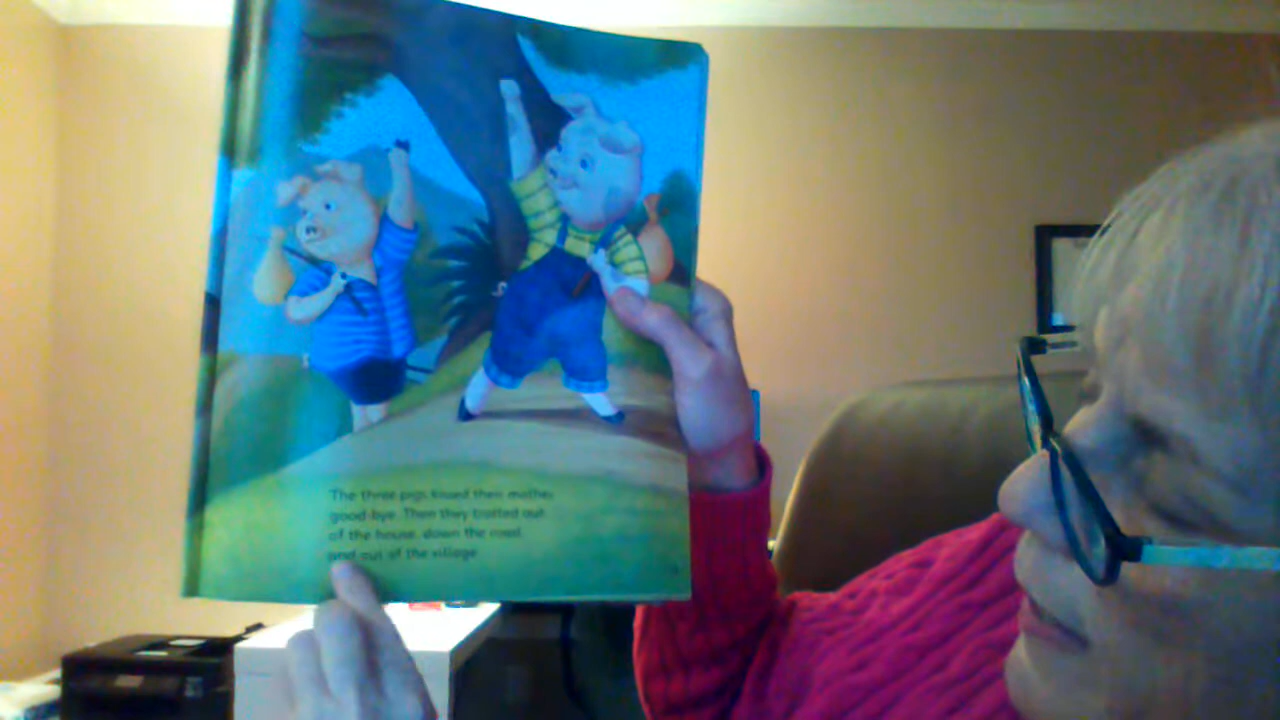 The three pigs kissed their mother
good-bye. Then they trotted out
of the house, down the road,
and out of the village.